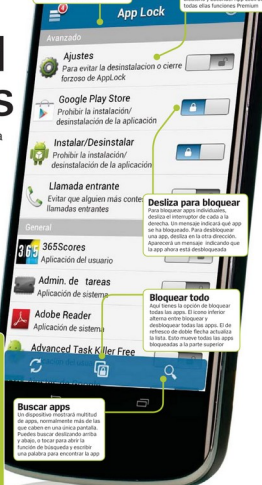 todas ellas funciones Premium
4
App Lock
Avanzado
Ajustes
Para evitar la desinstalacion o cierre
forzoso de AppLock
Google Play Store
Prohibir la instalación/
desinstalación de la aplicación
Instalar/Desinstalar
Prohibir la instalación/
desinstalación de la aplicación
Llamada entrante
Evitar que alguien más conte
llamadas entrantes
Desliza para bloquear
Para bloquear apps individuales,
desliza el interruptor de cada a la
derecha. Un mensaje indicará qué app
se ha bloqueado. Para desbloquear
una app, desliza en la otra dirección.
Aparecerá un mensaje indicando que
la app ahora está desbloqueada
General
365
365Scores
Aplicación del usuario
Admin. de tareas
Aplicación de sistema
Adobe Reader
Aplicación de sistem
Advanced Task Killer Free
Bloquear todo
Aquí tienes la opción de bloquear
todas las apps. El icono inferior
alterna entre bloquear y
desbloquear todas las apps. El de
refresco de doble flecha actualiza
la lista. Esto mueve todas las apps
bloqueadas a la parte superior
Buscar apps
Un dispositivo mostrará multitud
de apps, normalmente más de las
que caben en una única pantalla.
Puedes buscar deslizando arriba
y abajo, o tocar para abrir la
función de búsqueda y escribir
una palabra para encontrar la app